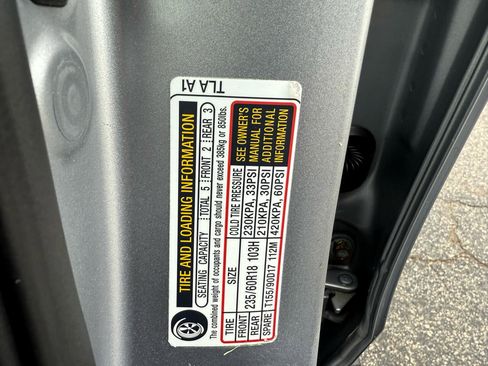 TLA A1
TIRE AND LOADING INFORMATION
SEATING CAPACITY TOTAL 5 FRONT 2 REAR 3
The combined weight of occupants and cargo should never exceed 385kg or 850lbs.
TIRE SIZE COLD TIRE PRESSURE
FRONT 235/60R18 103H 230KPA, 33PSI
REAR 210KPA, 30PSI
SPARE T155/90D17 112M 420KPA, 60PSI
SEE OWNER'S
MANUAL FOR
ADDITIONAL
INFORMATION